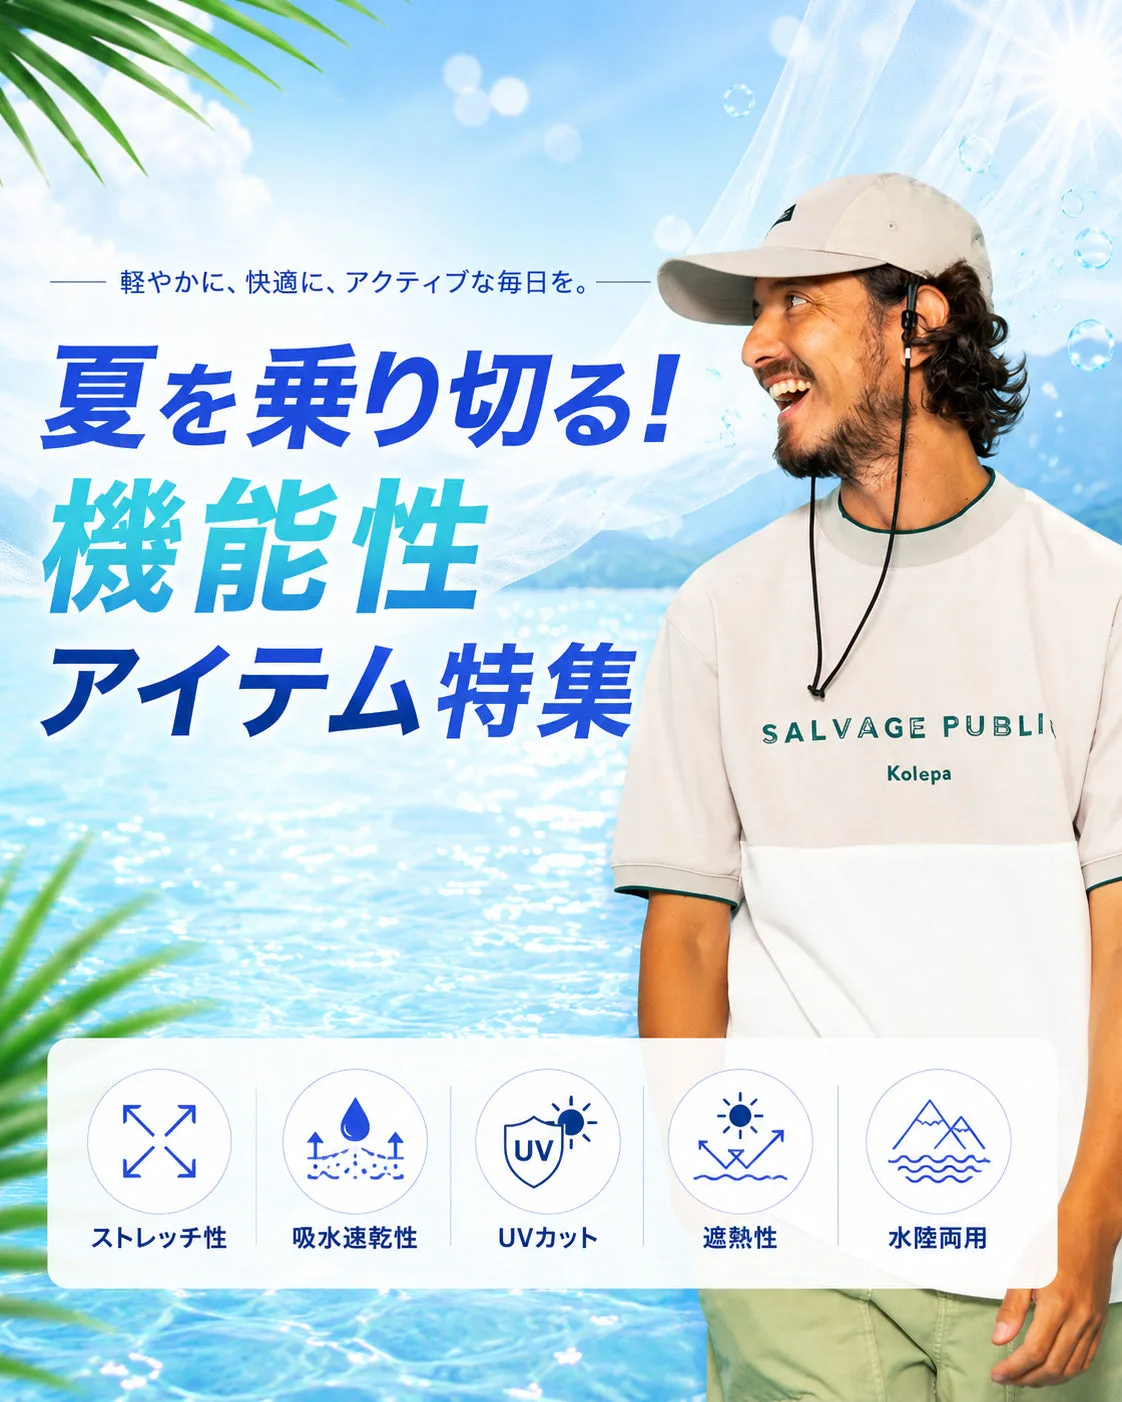 軽やかに、快適に、アクティブな毎日を。
夏を乗り切る!
機能性
アイテム特集
SALVAGE PUBLIC
Kolepa
UV
ストレッチ性
吸水速乾性
UVカット
遮熱性
水陸両用